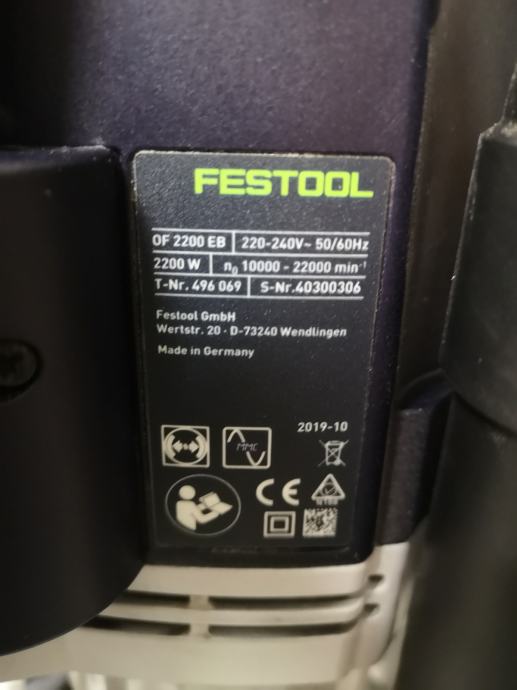 FESTOOL
OF 2200 EB 220-240V~ 50/60Hz
2200 W n₀ 10000 - 22000 min⁻¹
T-Nr. 496 069 S-Nr.40300306
Festool GmbH
Wertstr. 20 · D-73240 Wendlingen
Made in Germany
2019-10
MMC
CE